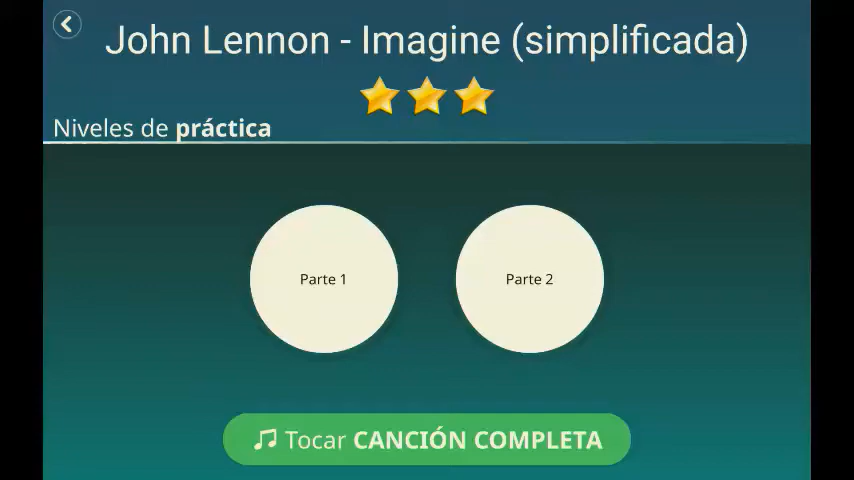 John Lennon - Imagine (simplificada)
Niveles de práctica
Parte 1
Parte 2
Tocar CANCIÓN COMPLETA